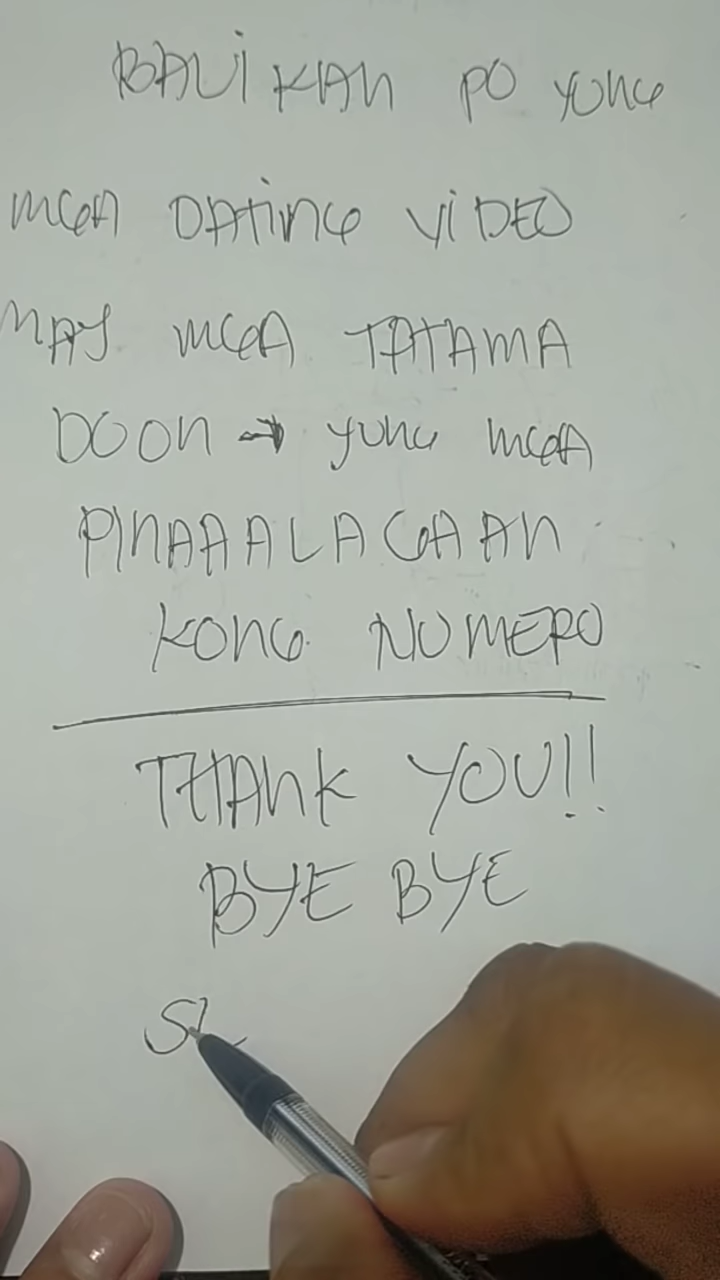 BALIKAN PO YUNG
MGA DATING VIDEO
MAY MGA TATAMA
DOON → YUNG MGA
PINAAALAGAAN
KONG NUMERO
THANK YOU!!
BYE BYE
SL